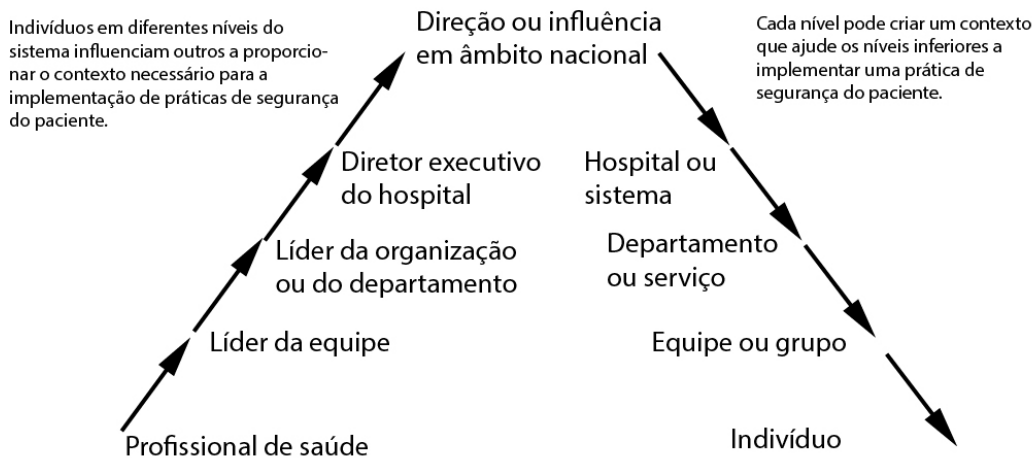 Indivíduos em diferentes níveis do
sistema influenciam outros a proporcio-
nar o contexto necessário para a
implementação de práticas de segurança
do paciente.
Direção ou influência
em âmbito nacional
Cada nível pode criar um contexto
que ajude os níveis inferiores a
implementar uma prática de
segurança do paciente.
Diretor executivo
do hospital
Hospital ou
sistema
Líder da organização
ou do departamento
Departamento
ou serviço
Líder da equipe
Equipe ou grupo
Profissional de saúde
Indivíduo